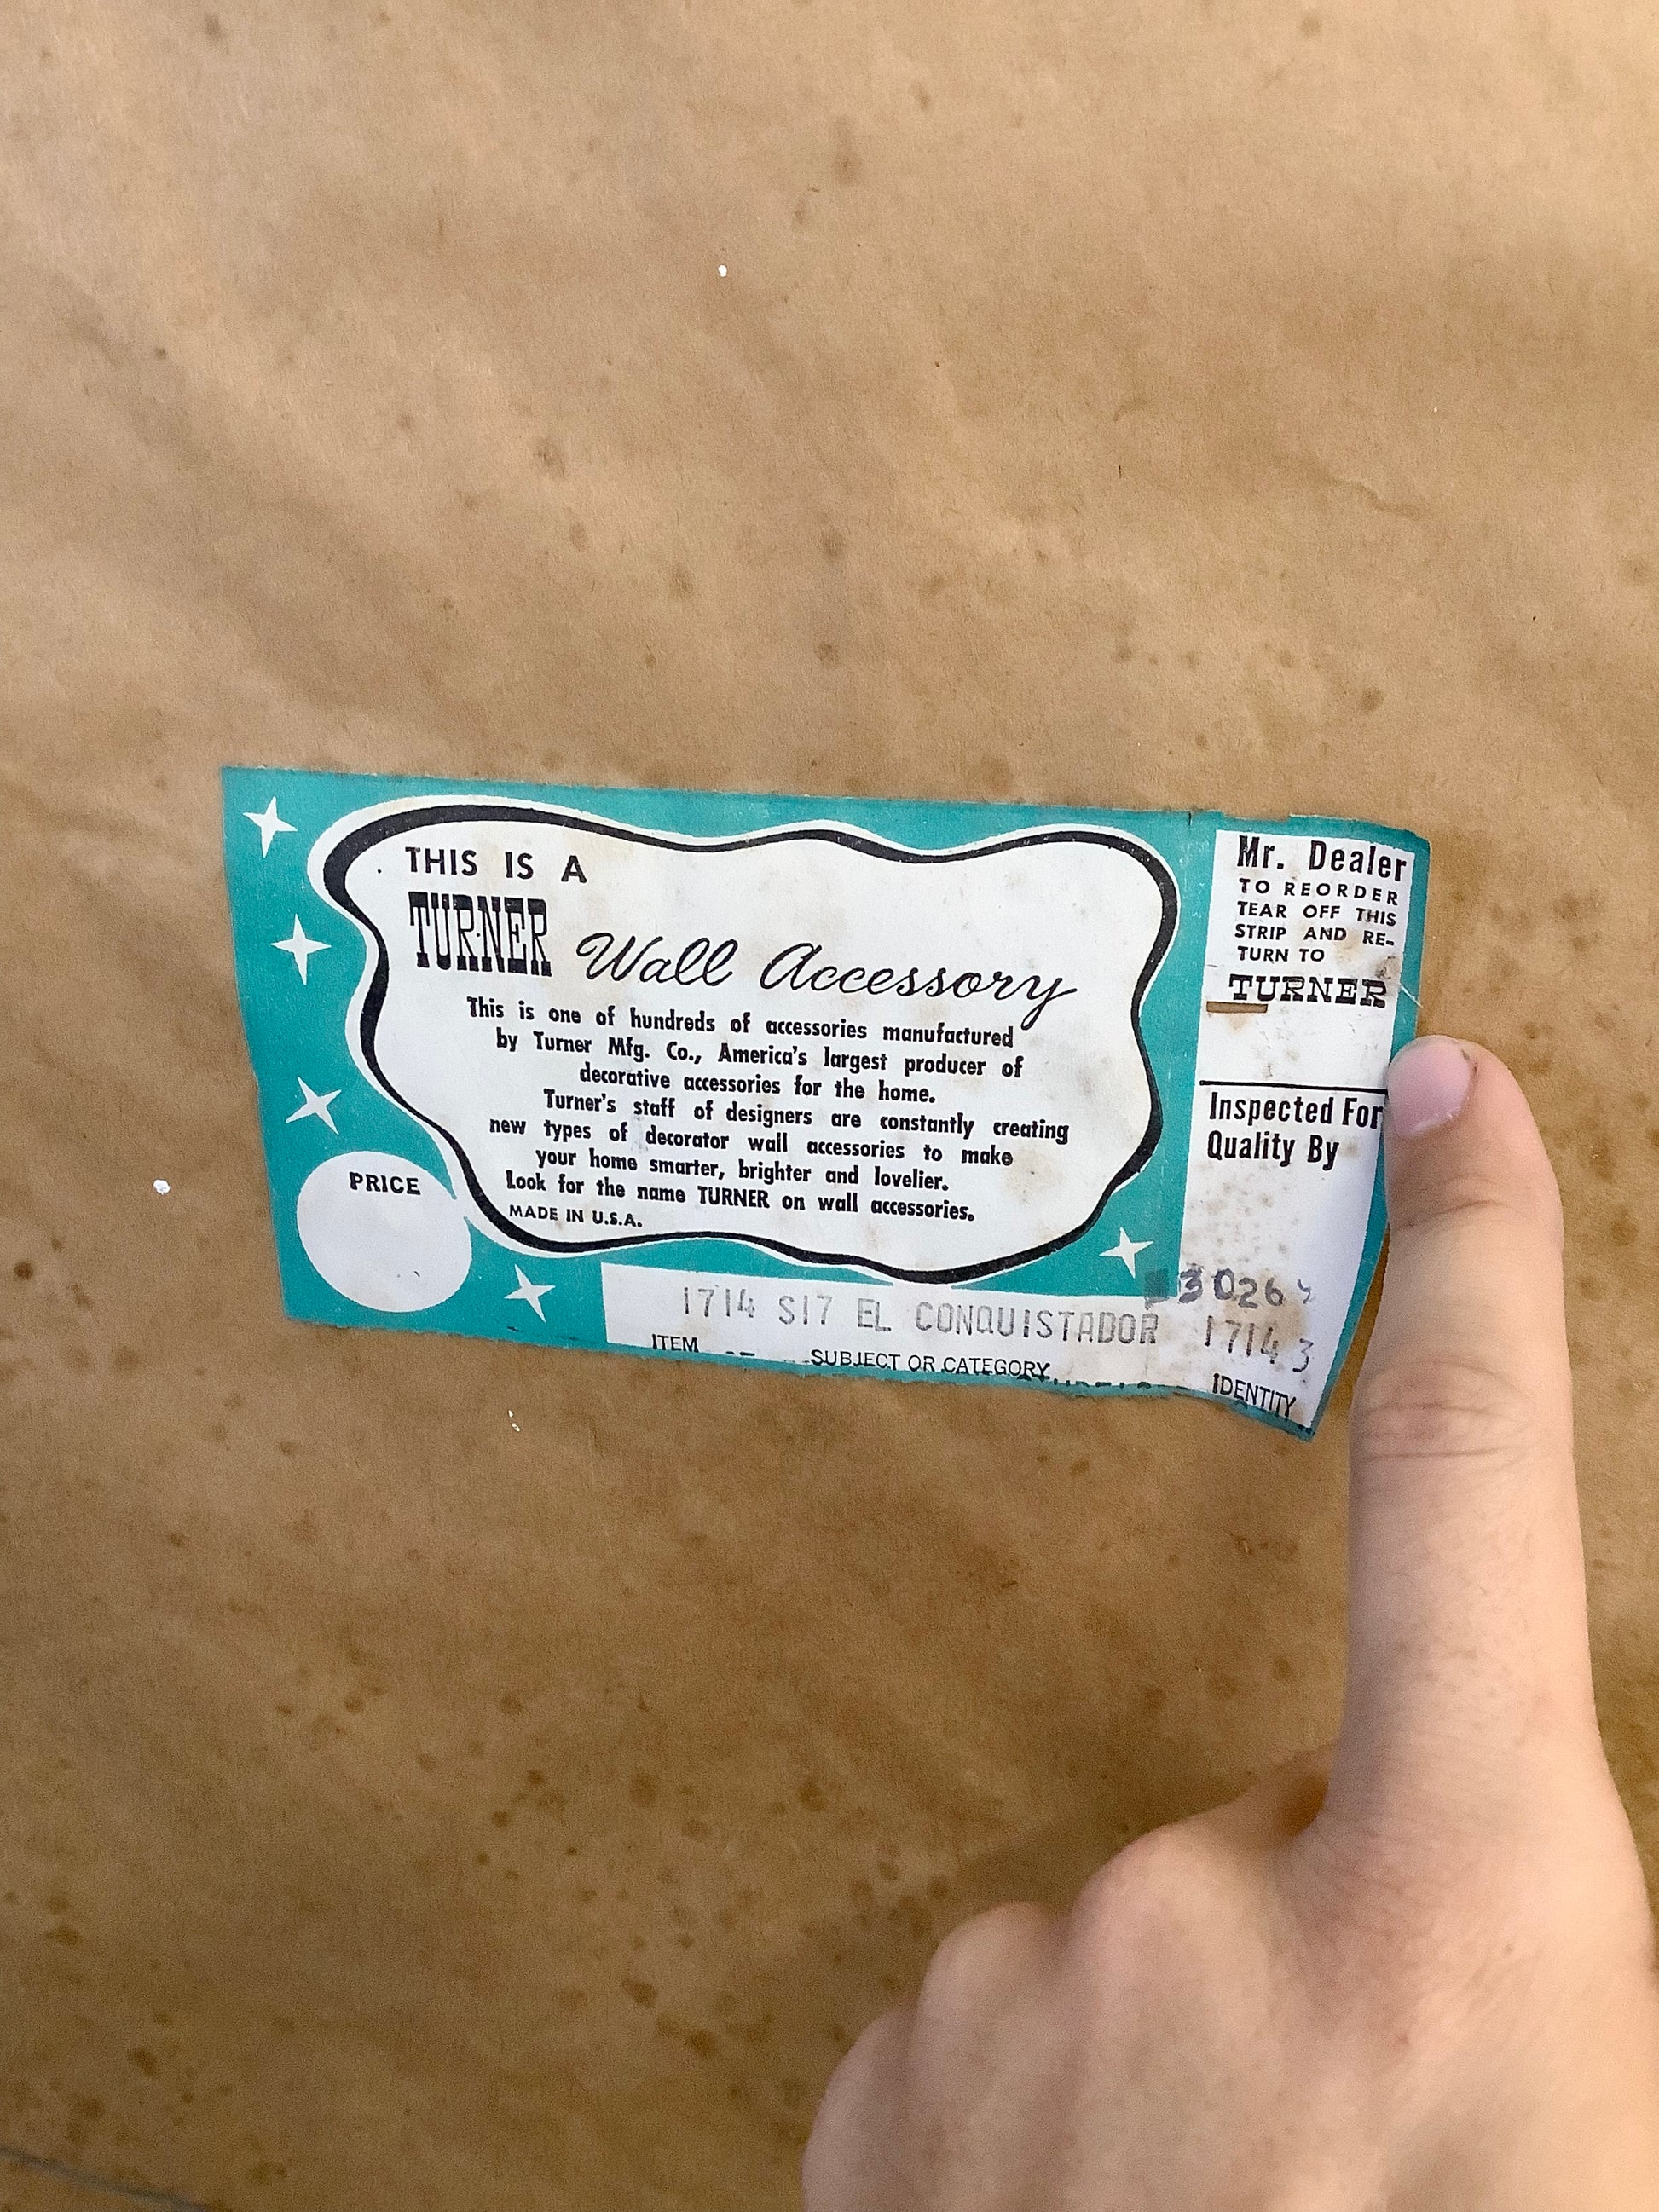 THIS IS A
TURNER Wall Accessory
This is one of hundreds of accessories manufactured
by Turner Mfg. Co., America's largest producer of
decorative accessories for the home.
Turner's staff of designers are constantly creating
new types of decorator wall accessories to make
your home smarter, brighter and lovelier.
Look for the name TURNER on wall accessories.
MADE IN U.S.A.
PRICE
1714 S17 EL CONQUISTADOR
ITEM SUBJECT OR CATEGORY
Mr. Dealer
TO REORDER
TEAR OFF THIS
STRIP AND RE-
TURN TO
TURNER
Inspected For
Quality By
3026
1714 3
IDENTITY